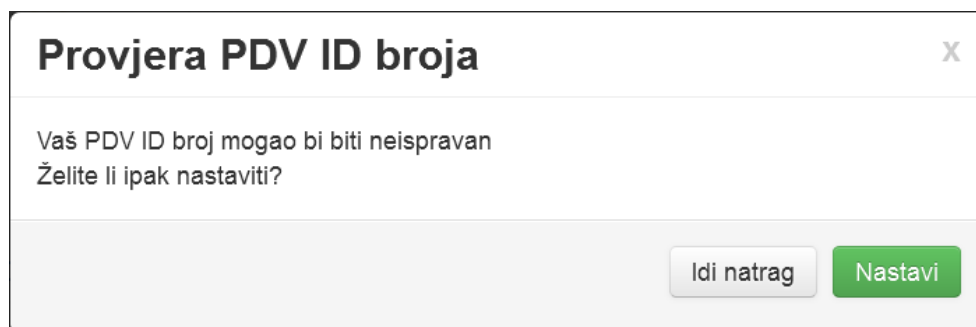 Provjera PDV ID broja
x
Vaš PDV ID broj mogao bi biti neispravan
Želite li ipak nastaviti?
Idi natrag
Nastavi